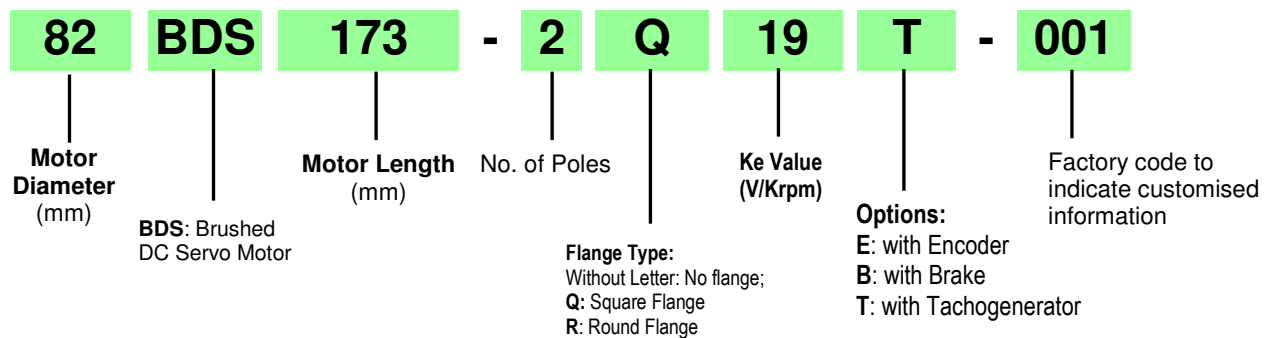 82 BDS 173 - 2 Q 19 T - 001
Motor
Diameter
(mm)
BDS: Brushed
DC Servo Motor
Motor Length
(mm)
No. of Poles
Flange Type:
Without Letter: No flange;
Q: Square Flange
R: Round Flange
Ke Value
(V/Krpm)
Options:
E: with Encoder
B: with Brake
T: with Tachogenerator
Factory code to
indicate customised
information